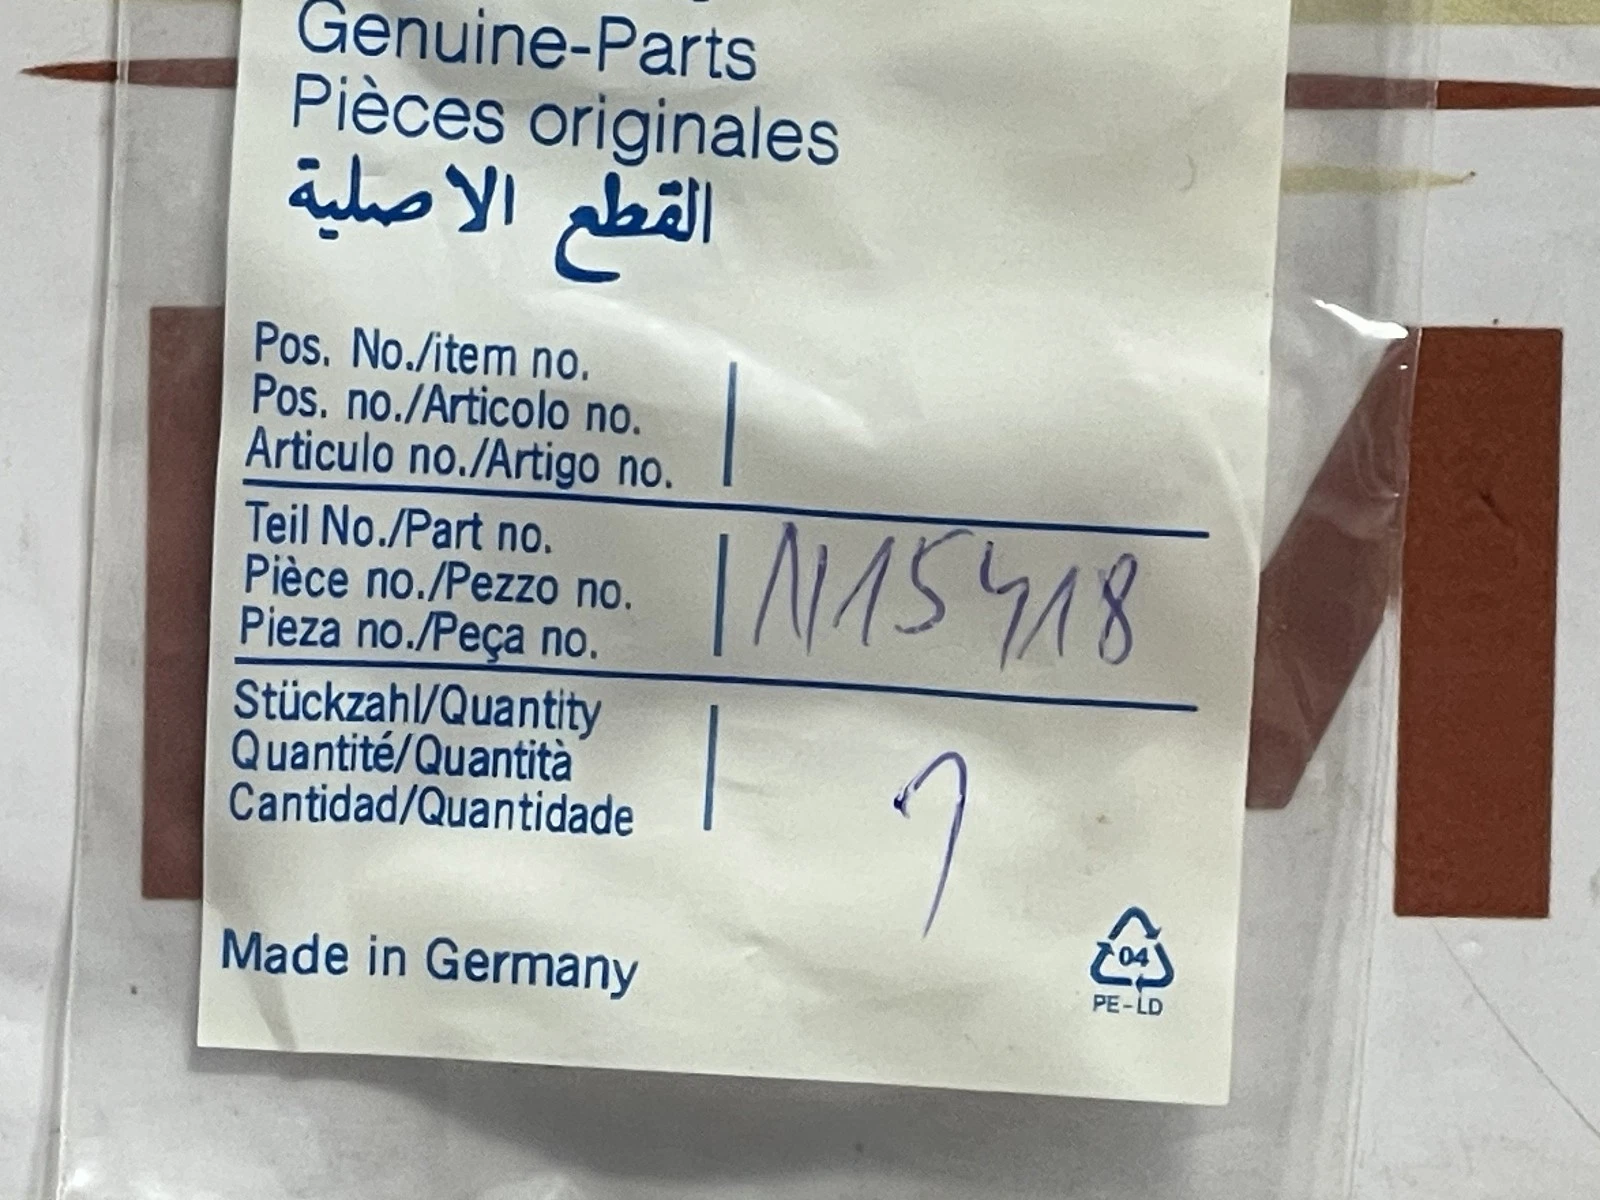 Genuine-Parts
Pièces originales
القطع الاصلية
Pos. No./item no.
Pos. no./Articolo no.
Articulo no./Artigo no.
Teil No./Part no.
Pièce no./Pezzo no.
Pieza no./Peça no.
N15418
Stückzahl/Quantity
Quantité/Quantità
Cantidad/Quantidade
1
Made in Germany
04
PE-LD